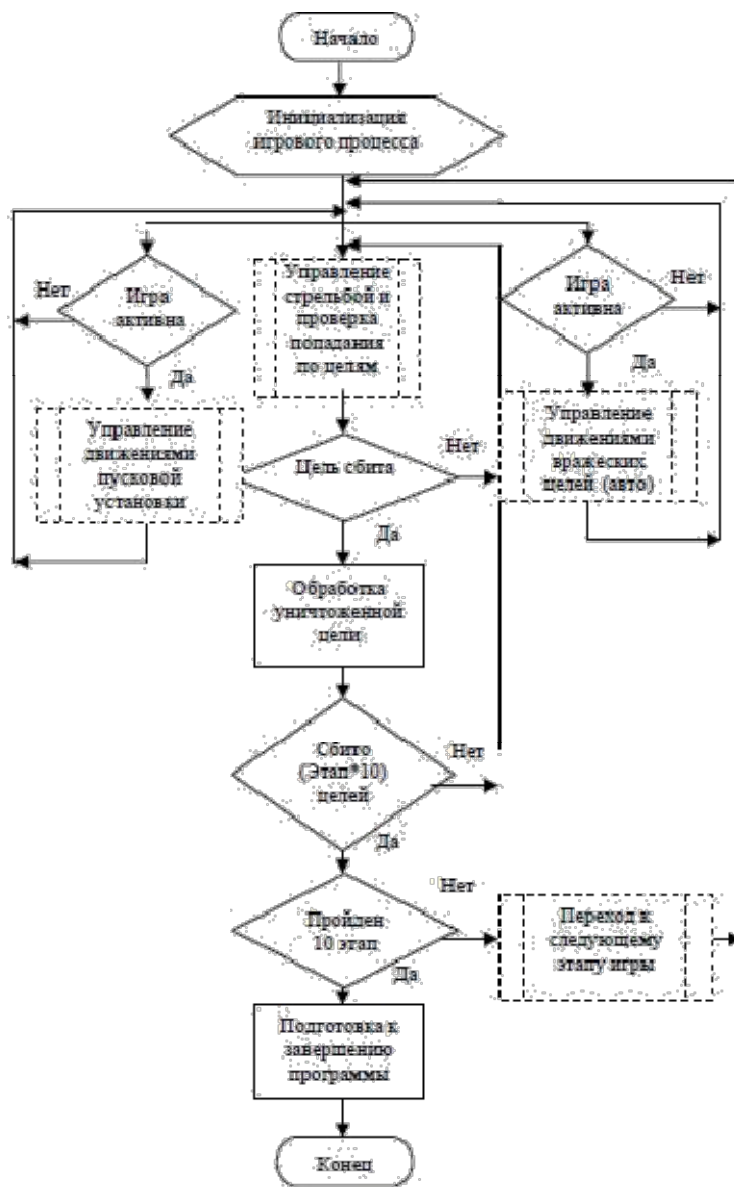 Начало
Инициализация
игрового процесса
Нет
Игра
активна
Да
Управление
стрельбой и
проверка
попадания
по целям
Игра
активна
Нет
Да
Управление
движениями
пусковой
установки
Цель сбита
Нет
Да
Управление
движениями
вражеских
целей (авто)
Обработка
уничтоженной
цели
Сбито
(Этап*10)
целей
Нет
Да
Пройден
10 этап
Нет
Да
Переход к
следующему
этапу игры
Подготовка к
завершению
программы
Конец